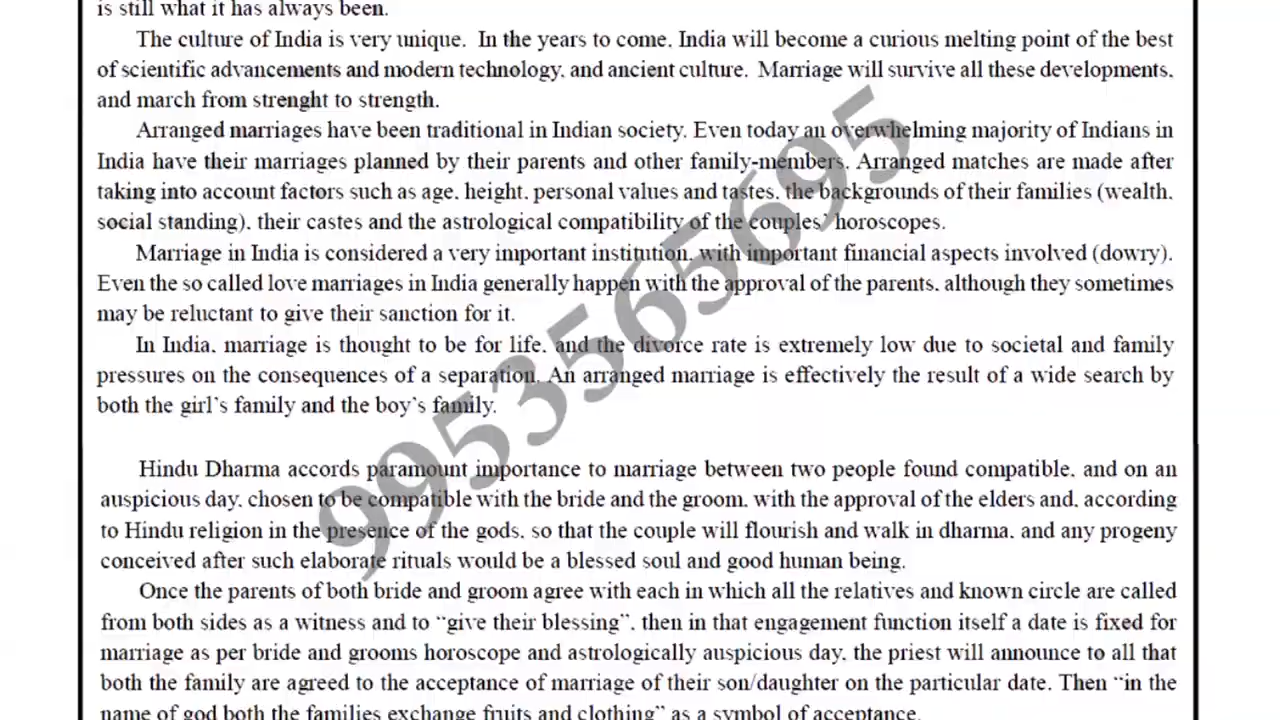 is still what it has always been.
The culture of India is very unique. In the years to come, India will become a curious melting point of the best
of scientific advancements and modern technology, and ancient culture. Marriage will survive all these developments,
and march from strenght to strength.
Arranged marriages have been traditional in Indian society. Even today an overwhelming majority of Indians in
India have their marriages planned by their parents and other family-members. Arranged matches are made after
taking into account factors such as age, height, personal values and tastes, the backgrounds of their families (wealth,
social standing), their castes and the astrological compatibility of the couples' horoscopes.
Marriage in India is considered a very important institution, with important financial aspects involved (dowry).
Even the so called love marriages in India generally happen with the approval of the parents, although they sometimes
may be reluctant to give their sanction for it.
In India, marriage is thought to be for life, and the divorce rate is extremely low due to societal and family
pressures on the consequences of a separation. An arranged marriage is effectively the result of a wide search by
both the girl's family and the boy's family.
Hindu Dharma accords paramount importance to marriage between two people found compatible, and on an
auspicious day, chosen to be compatible with the bride and the groom, with the approval of the elders and, according
to Hindu religion in the presence of the gods, so that the couple will flourish and walk in dharma, and any progeny
conceived after such elaborate rituals would be a blessed soul and good human being.
Once the parents of both bride and groom agree with each in which all the relatives and known circle are called
from both sides as a witness and to "give their blessing", then in that engagement function itself a date is fixed for
marriage as per bride and grooms horoscope and astrologically auspicious day, the priest will announce to all that
both the family are agreed to the acceptance of marriage of their son/daughter on the particular date. Then "in the
name of god both the families exchange fruits and clothing" as a symbol of acceptance.
9953565695